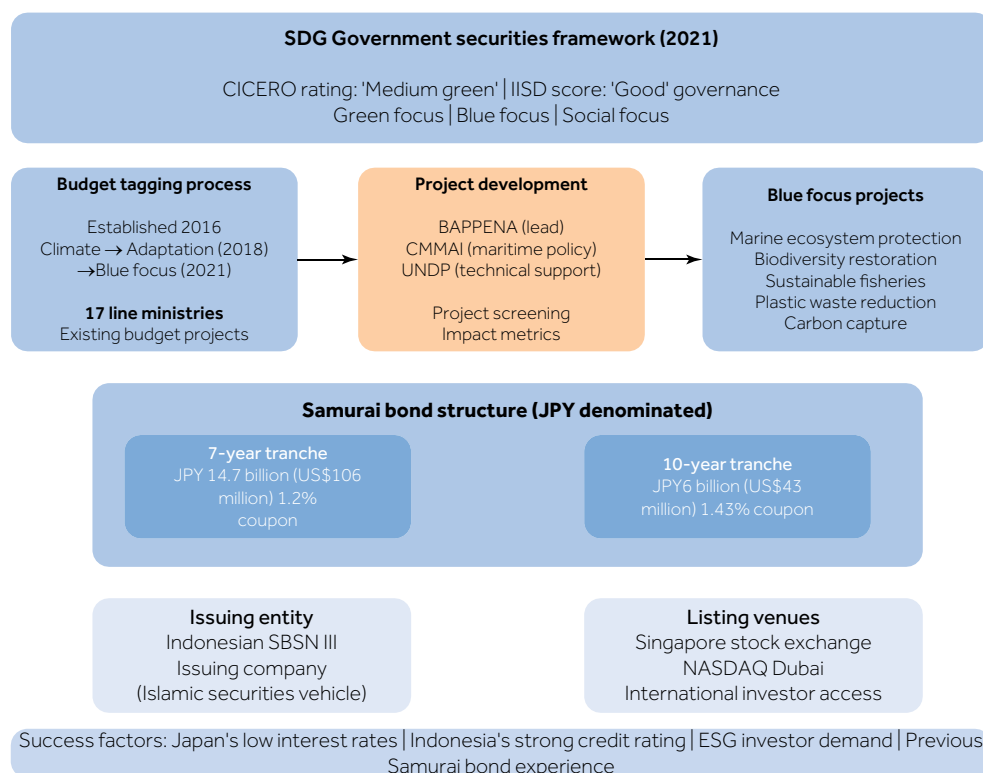 SDG Government securities framework (2021)
CICERO rating: 'Medium green' | IISD score: 'Good' governance
Green focus | Blue focus | Social focus
Budget tagging process
Established 2016
Climate → Adaptation (2018)
→Blue focus (2021)
17 line ministries
Existing budget projects
Project development
BAPPENA (lead)
CMMAI (maritime policy)
UNDP (technical support)
Project screening
Impact metrics
Blue focus projects
Marine ecosystem protection
Biodiversity restoration
Sustainable fisheries
Plastic waste reduction
Carbon capture
Samurai bond structure (JPY denominated)
7-year tranche
JPY 14.7 billion (US$106
million) 1.2%
coupon
10-year tranche
JPY6 billion (US$43
million) 1.43% coupon
Issuing entity
Indonesian SBSN III
Issuing company
(Islamic securities vehicle)
Listing venues
Singapore stock exchange
NASDAQ Dubai
International investor access
Success factors: Japan's low interest rates | Indonesia's strong credit rating | ESG investor demand | Previous
Samurai bond experience